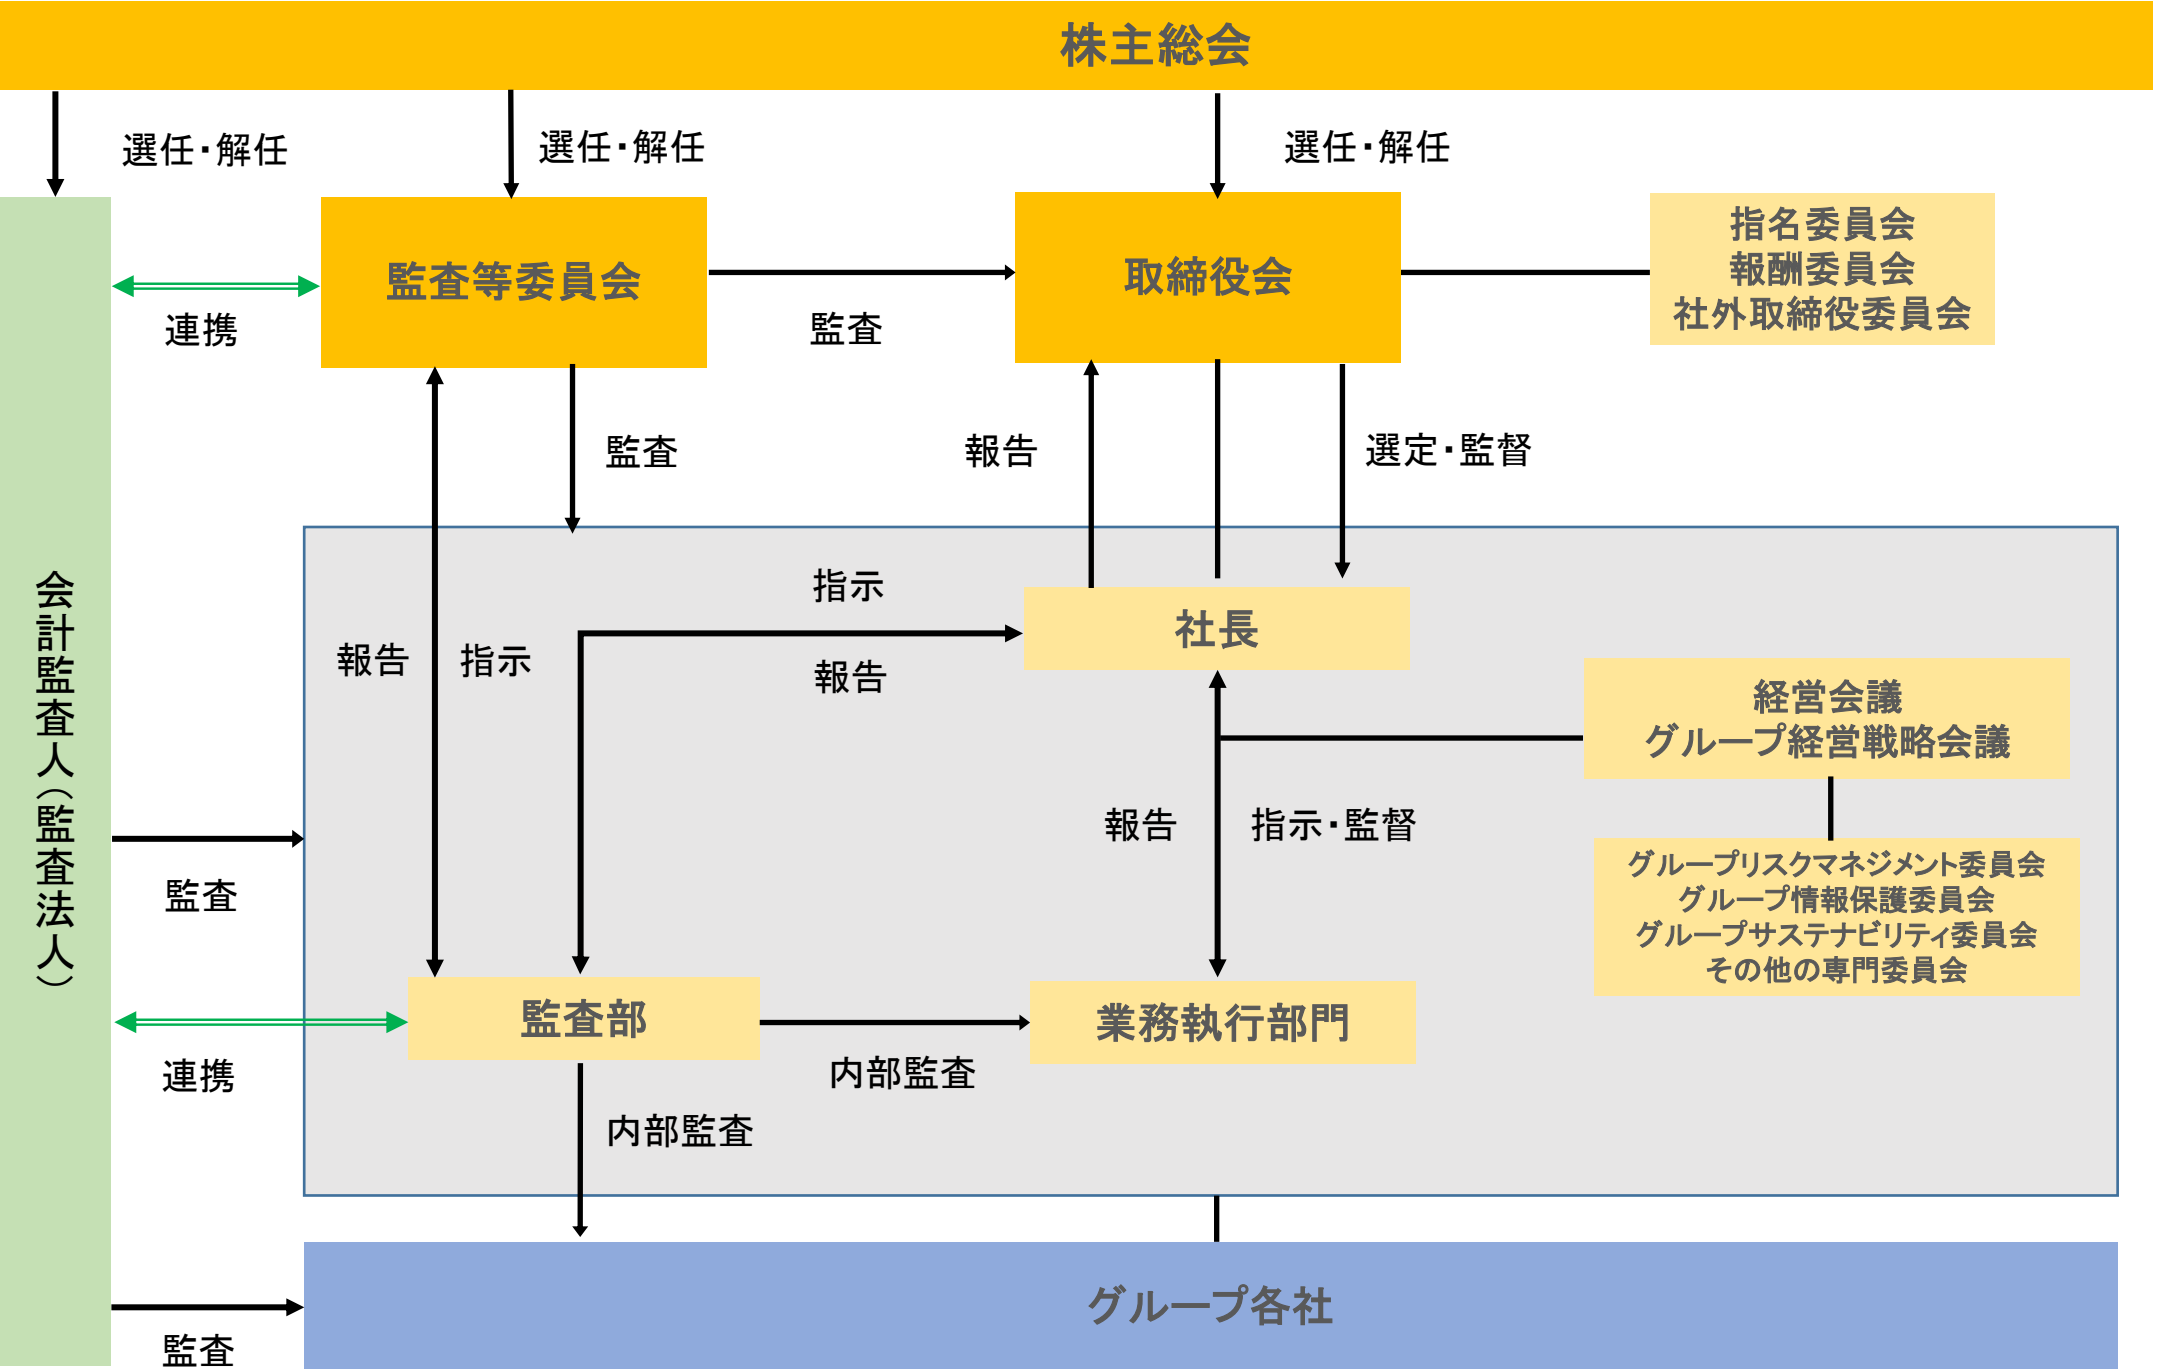 株主総会
選任・解任
選任・解任
選任・解任
監査等委員会
取締役会
指名委員会
報酬委員会
社外取締役委員会
連携
監査
監査
報告
選定・監督
会計監査人（監査法人）
指示
報告
社長
報告
指示
経営会議
グループ経営戦略会議
報告
指示・監督
グループリスクマネジメント委員会
グループ情報保護委員会
グループサステナビリティ委員会
その他の専門委員会
監査
監査部
業務執行部門
連携
内部監査
内部監査
グループ各社
監査